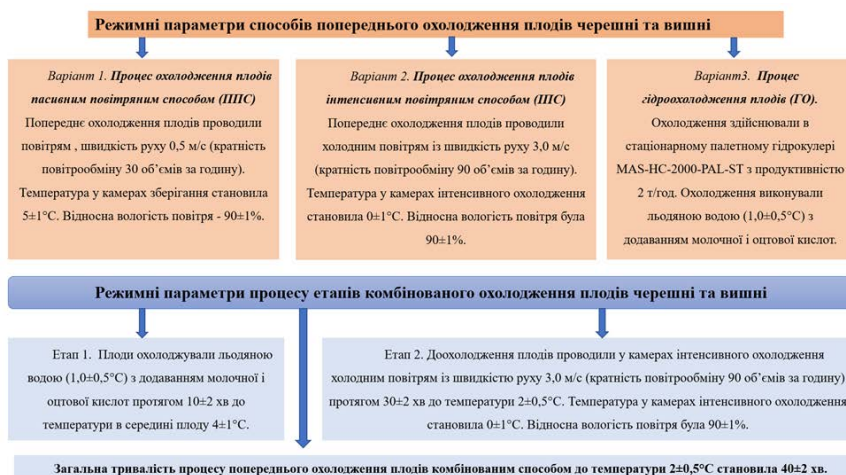 Режимні параметри способів попереднього охолодження плодів черешні та вишні
Варіант 1. Процес охолодження плодів
пасивним повітряним способом (ППС)
Попереднє охолодження плодів проводили
повітрям , швидкість руху 0,5 м/с (кратність
повітрообміну 30 об’ємів за годину).
Температура у камерах зберігання становила
5±1°С. Відносна вологість повітря - 90±1%.
Варіант 2. Процес охолодження плодів
інтенсивним повітряним способом (ІПС)
Попереднє охолодження плодів проводили
холодним повітрям із швидкість руху 3,0 м/с
(кратність повітрообміну 90 об’ємів за годину).
Температура у камерах інтенсивного охолодження
становила 0±1°С. Відносна вологість повітря була
90±1%.
Варіант3. Процес
гідроохолодження плодів (ГО).
Охолодження здійснювали в
стаціонарному палетному гідрокулері
MAS-HC-2000-PAL-ST з продуктивністю
2 т/год. Охолодження виконували
льодяною водою (1,0±0,5°С) з
додаванням молочної і оцтової кислот.
Режимні параметри процесу етапів комбінованого охолодження плодів черешні та вишні
Етап 1. Плоди охолоджували льодяною
водою (1,0±0,5°С) з додаванням молочної і
оцтової кислот протягом 10±2 хв до
температури в середині плоду 4±1°С.
Етап 2. Доохолодження плодів проводили у камерах інтенсивного охолодження
холодним повітрям із швидкістю руху 3,0 м/с (кратність повітрообміну 90 об’ємів за годину)
протягом 30±2 хв до температури 2±0,5°С. Температура у камерах інтенсивного охолодження
становила 0±1°С. Відносна вологість повітря була 90±1%.
Загальна тривалість процесу попереднього охолодження плодів комбінованим способом до температури 2±0,5°С становила 40±2 хв.